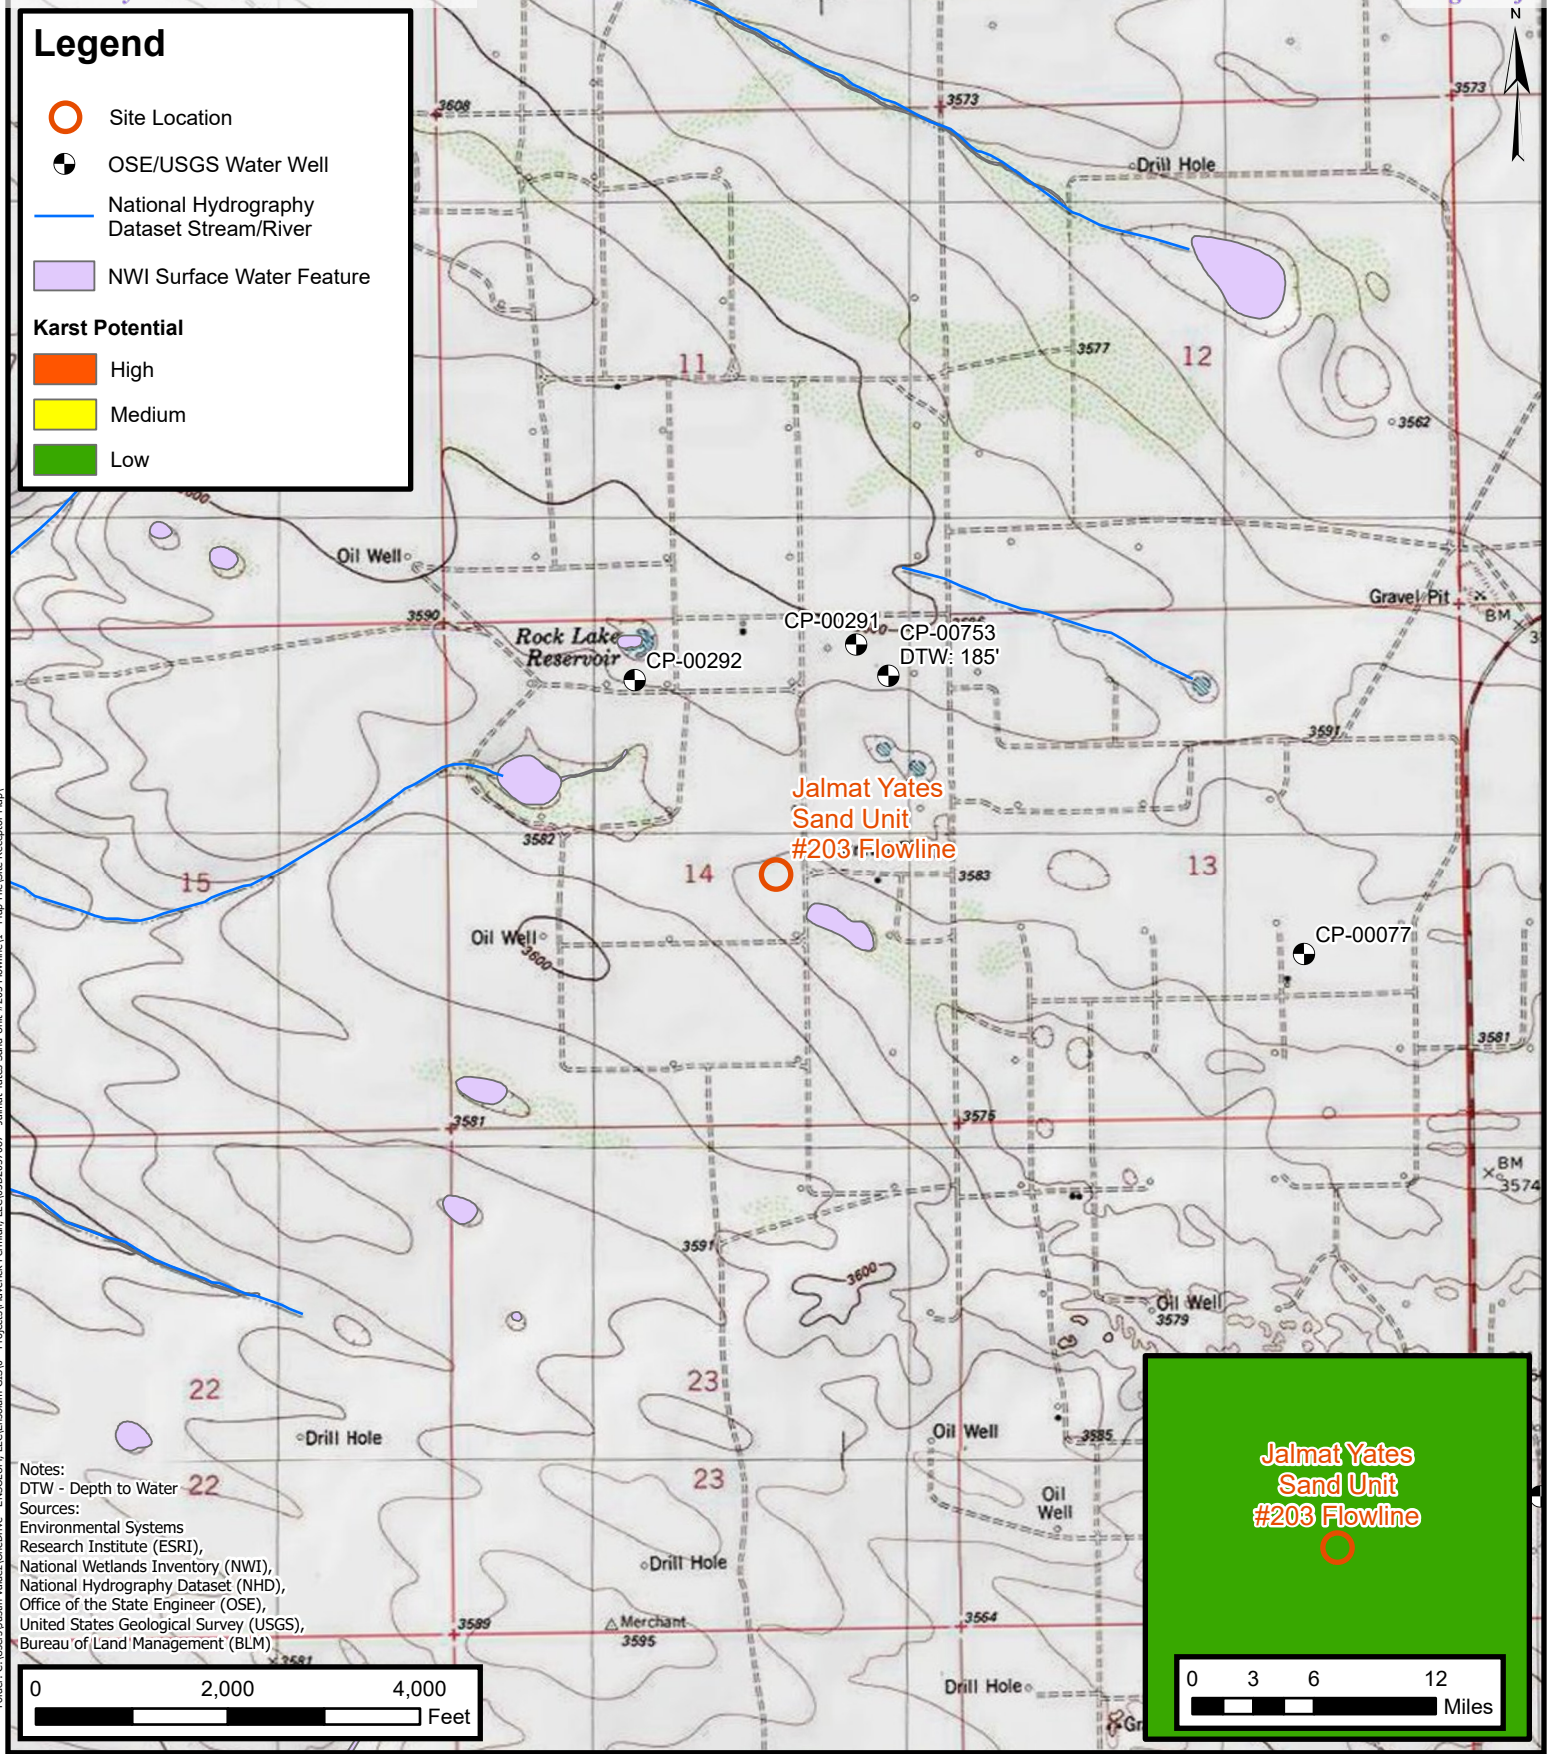 Legend
Site Location
OSE/USGS Water Well
National Hydrography
Dataset Stream/River
NWI Surface Water Feature
Karst Potential
High
Medium
Low
N
3608
3573
3573
Drill Hole
11
3577
12
3562
3600
Oil Well
3590
Gravel Pit
BM
CP-00291
CP-00753
DTW: 185'
Rock Lake
Reservoir
CP-00292
3591
Jalmat Yates
Sand Unit
#203 Flowline
3582
15
14
3583
13
Oil Well
3600
CP-00077
3581
3581
3575
BM
3574
3591
3600
Oil Well
3579
22
23
Drill Hole
Oil Well
3585
22
23
Oil
Well
Drill Hole
Merchant
3595
3589
3564
3581
Drill Hole
Gr
Notes:
DTW - Depth to Water
Sources:
Environmental Systems
Research Institute (ESRI),
National Wetlands Inventory (NWI),
National Hydrography Dataset (NHD),
Office of the State Engineer (OSE),
United States Geological Survey (USGS),
Bureau of Land Management (BLM)
0 2,000 4,000
Feet
Jalmat Yates
Sand Unit
#203 Flowline
0 3 6 12
Miles